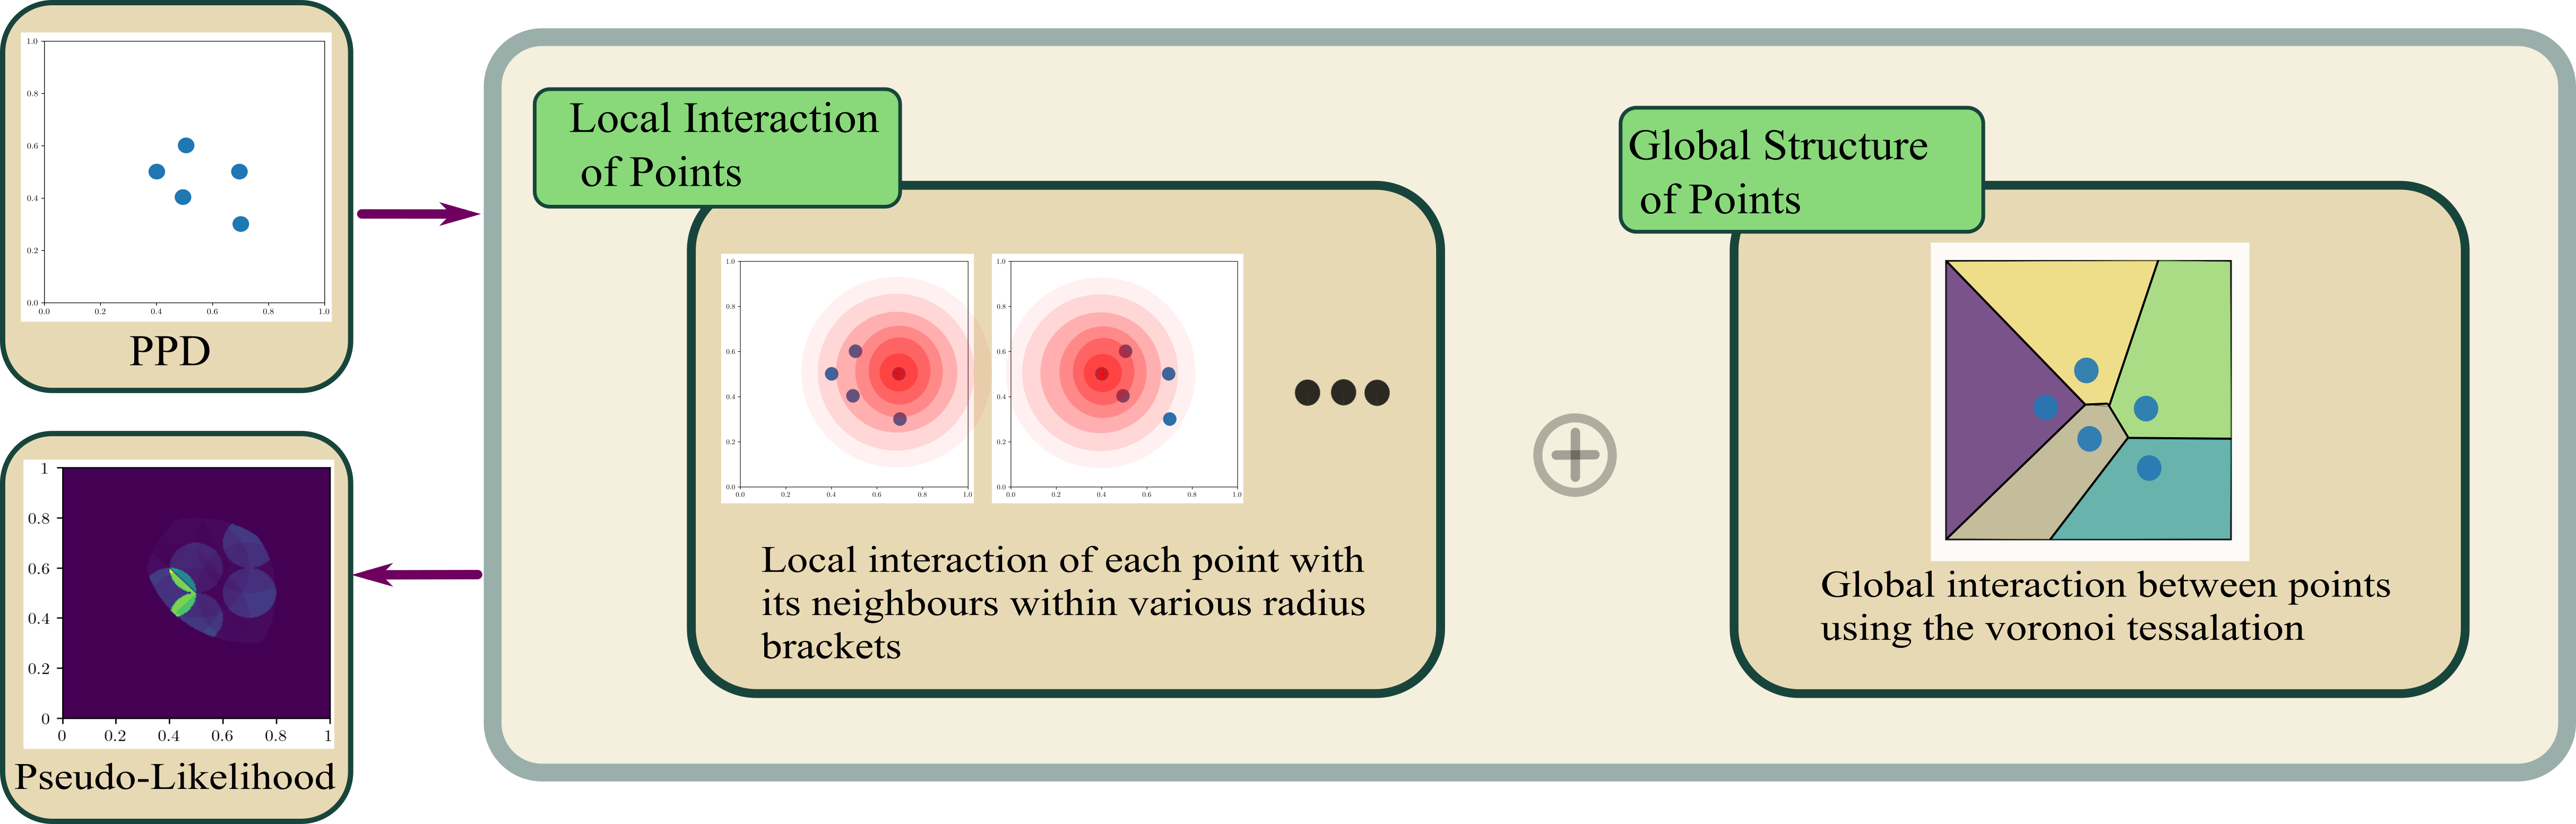 1.0
0.8
0.6
0.4
0.2
0.0
0.0 0.2 0.4 0.6 0.8 1.0
PPD
Local Interaction
of Points
1.0
0.8
0.6
0.4
0.2
0.0
0.0 0.2 0.4 0.6 0.8 1.0
1.0
0.8
0.6
0.4
0.2
0.0
0.0 0.2 0.4 0.6 0.8 1.0
Local interaction of each point with
its neighbours within various radius
brackets
Global Structure
of Points
Global interaction between points
using the voronoi tessalation
1
0.8
0.6
0.4
0.2
0
0 0.2 0.4 0.6 0.8 1
Pseudo-Likelihood